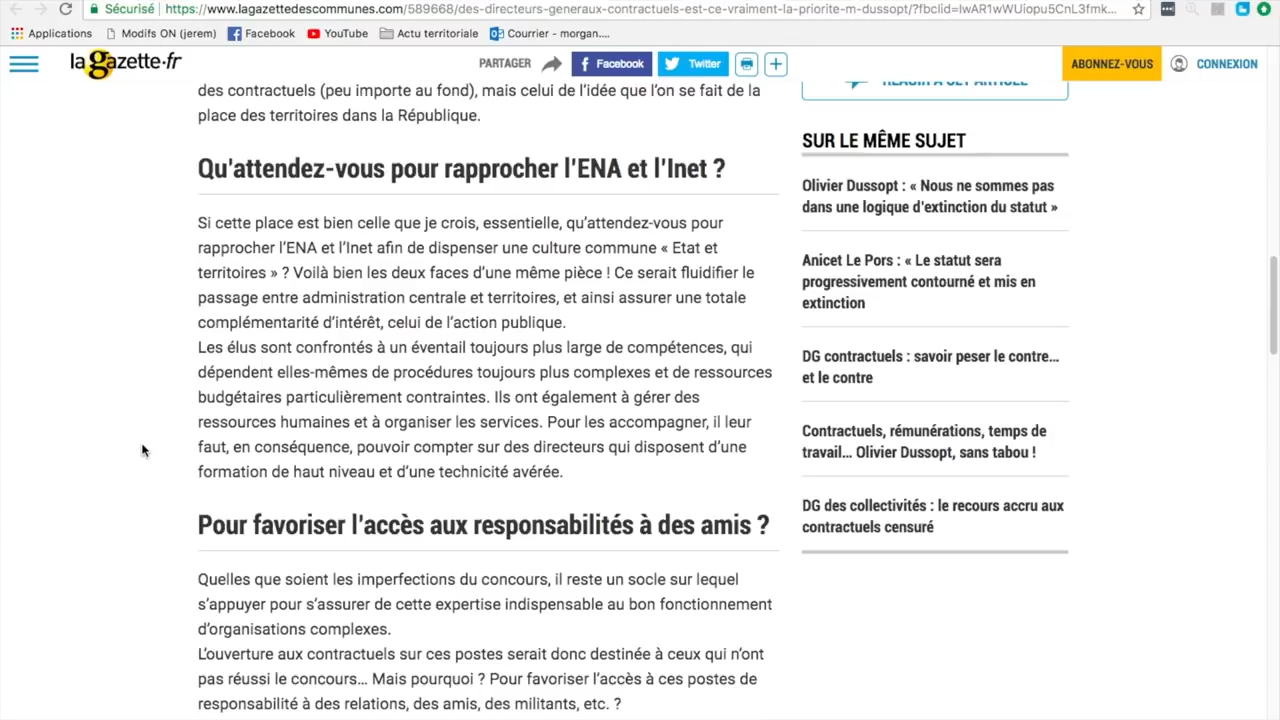 Sécurisé | https://www.lagazettedescommunes.com/589668/des-directeurs-generaux-contractuels-est-ce-vraiment-la-priorite-m-dussopt/?fbclid=IwAR1wWUiopu5CnL3fmk...
Applications Modifs ON (jerem) Facebook YouTube Actu territoriale Courrier - morgan....
la gazette.fr PARTAGER Facebook Twitter ABONNEZ-VOUS CONNEXION
des contractuels (peu importe au fond), mais celui de l'idée que l'on se fait de la
place des territoires dans la République.
Qu'attendez-vous pour rapprocher l'ENA et l'Inet ?
Si cette place est bien celle que je crois, essentielle, qu'attendez-vous pour
rapprocher l'ENA et l'Inet afin de dispenser une culture commune « Etat et
territoires » ? Voilà bien les deux faces d'une même pièce ! Ce serait fluidifier le
passage entre administration centrale et territoires, et ainsi assurer une totale
complémentarité d'intérêt, celui de l'action publique.
Les élus sont confrontés à un éventail toujours plus large de compétences, qui
dépendent elles-mêmes de procédures toujours plus complexes et de ressources
budgétaires particulièrement contraintes. Ils ont également à gérer des
ressources humaines et à organiser les services. Pour les accompagner, il leur
faut, en conséquence, pouvoir compter sur des directeurs qui disposent d'une
formation de haut niveau et d'une technicité avérée.
Pour favoriser l'accès aux responsabilités à des amis ?
Quelles que soient les imperfections du concours, il reste un socle sur lequel
s'appuyer pour s'assurer de cette expertise indispensable au bon fonctionnement
d'organisations complexes.
L'ouverture aux contractuels sur ces postes serait donc destinée à ceux qui n'ont
pas réussi le concours... Mais pourquoi ? Pour favoriser l'accès à ces postes de
responsabilité à des relations, des amis, des militants, etc. ?
REAGIR A CET ARTICLE
SUR LE MÊME SUJET
Olivier Dussopt : « Nous ne sommes pas
dans une logique d'extinction du statut »
Anicet Le Pors : « Le statut sera
progressivement contourné et mis en
extinction
DG contractuels : savoir peser le contre...
et le contre
Contractuels, rémunérations, temps de
travail... Olivier Dussopt, sans tabou !
DG des collectivités : le recours accru aux
contractuels censuré